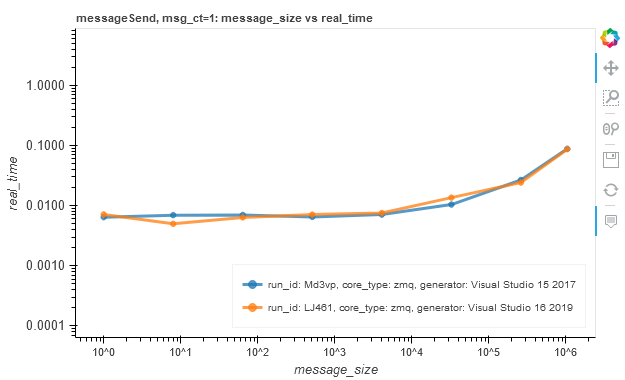 messageSend, msg_ct=1: message_size vs real_time
real_time
1.0000
0.1000
0.0100
0.0010
0.0001
run_id: Md3vp, core_type: zmq, generator: Visual Studio 15 2017
run_id: LJ461, core_type: zmq, generator: Visual Studio 16 2019
10^0
10^1
10^2
10^3
10^4
10^5
10^6
message_size